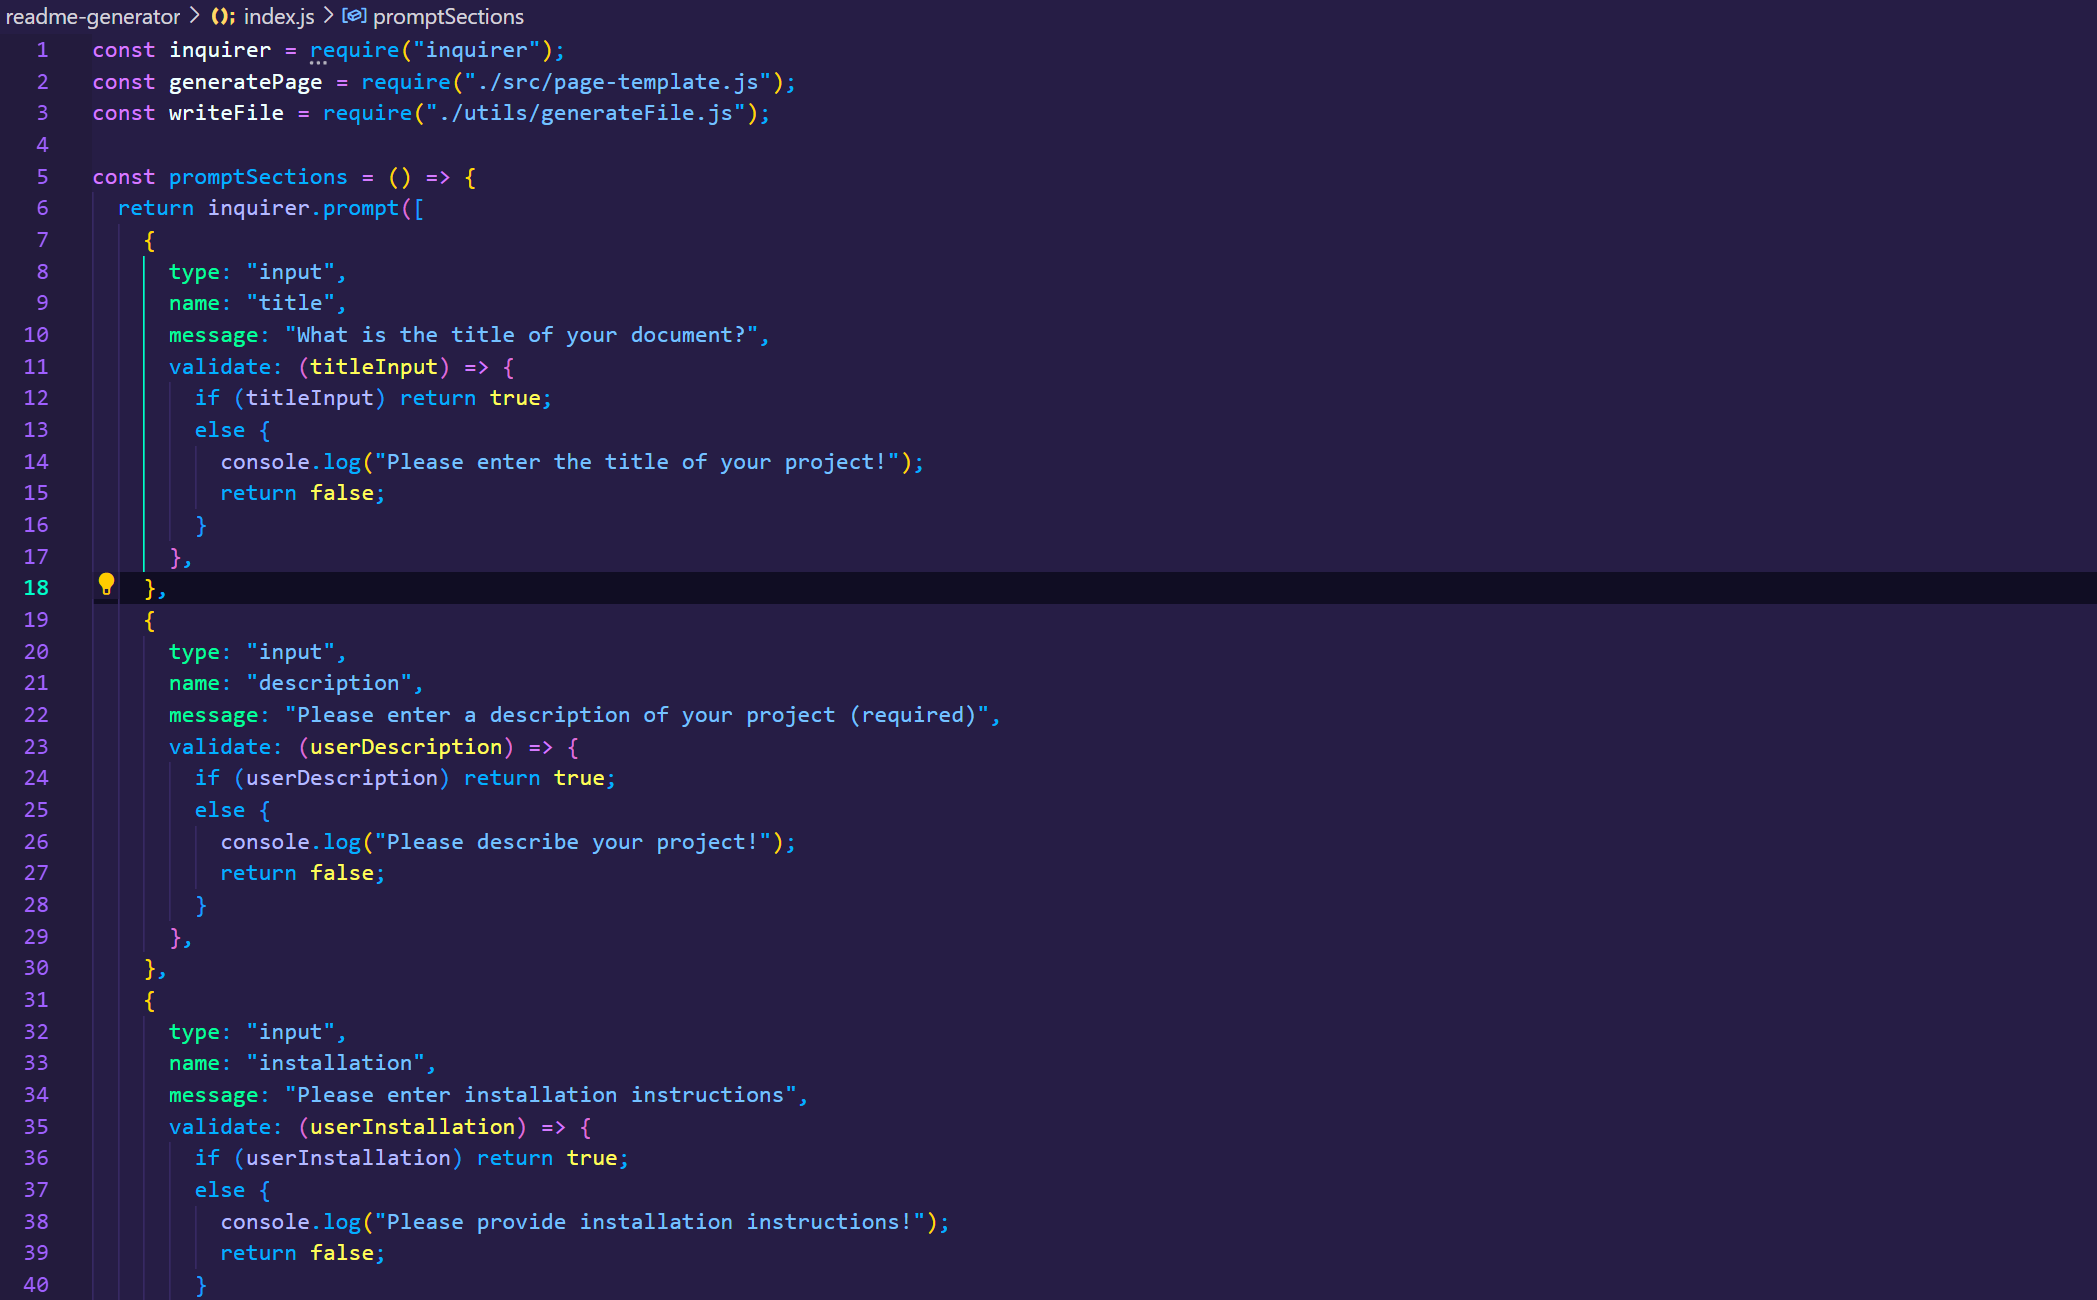 readme-generator > index.js > promptSections
1 const inquirer = require("inquirer");
2 const generatePage = require("./src/page-template.js");
3 const writeFile = require("./utils/generateFile.js");
4
5 const promptSections = () => {
6   return inquirer.prompt([
7     {
8       type: "input",
9       name: "title",
10       message: "What is the title of your document?",
11       validate: (titleInput) => {
12         if (titleInput) return true;
13         else {
14           console.log("Please enter the title of your project!");
15           return false;
16         }
17       },
18     },
19     {
20       type: "input",
21       name: "description",
22       message: "Please enter a description of your project (required)",
23       validate: (userDescription) => {
24         if (userDescription) return true;
25         else {
26           console.log("Please describe your project!");
27           return false;
28         }
29       },
30     },
31     {
32       type: "input",
33       name: "installation",
34       message: "Please enter installation instructions",
35       validate: (userInstallation) => {
36         if (userInstallation) return true;
37         else {
38           console.log("Please provide installation instructions!");
39           return false;
40         }